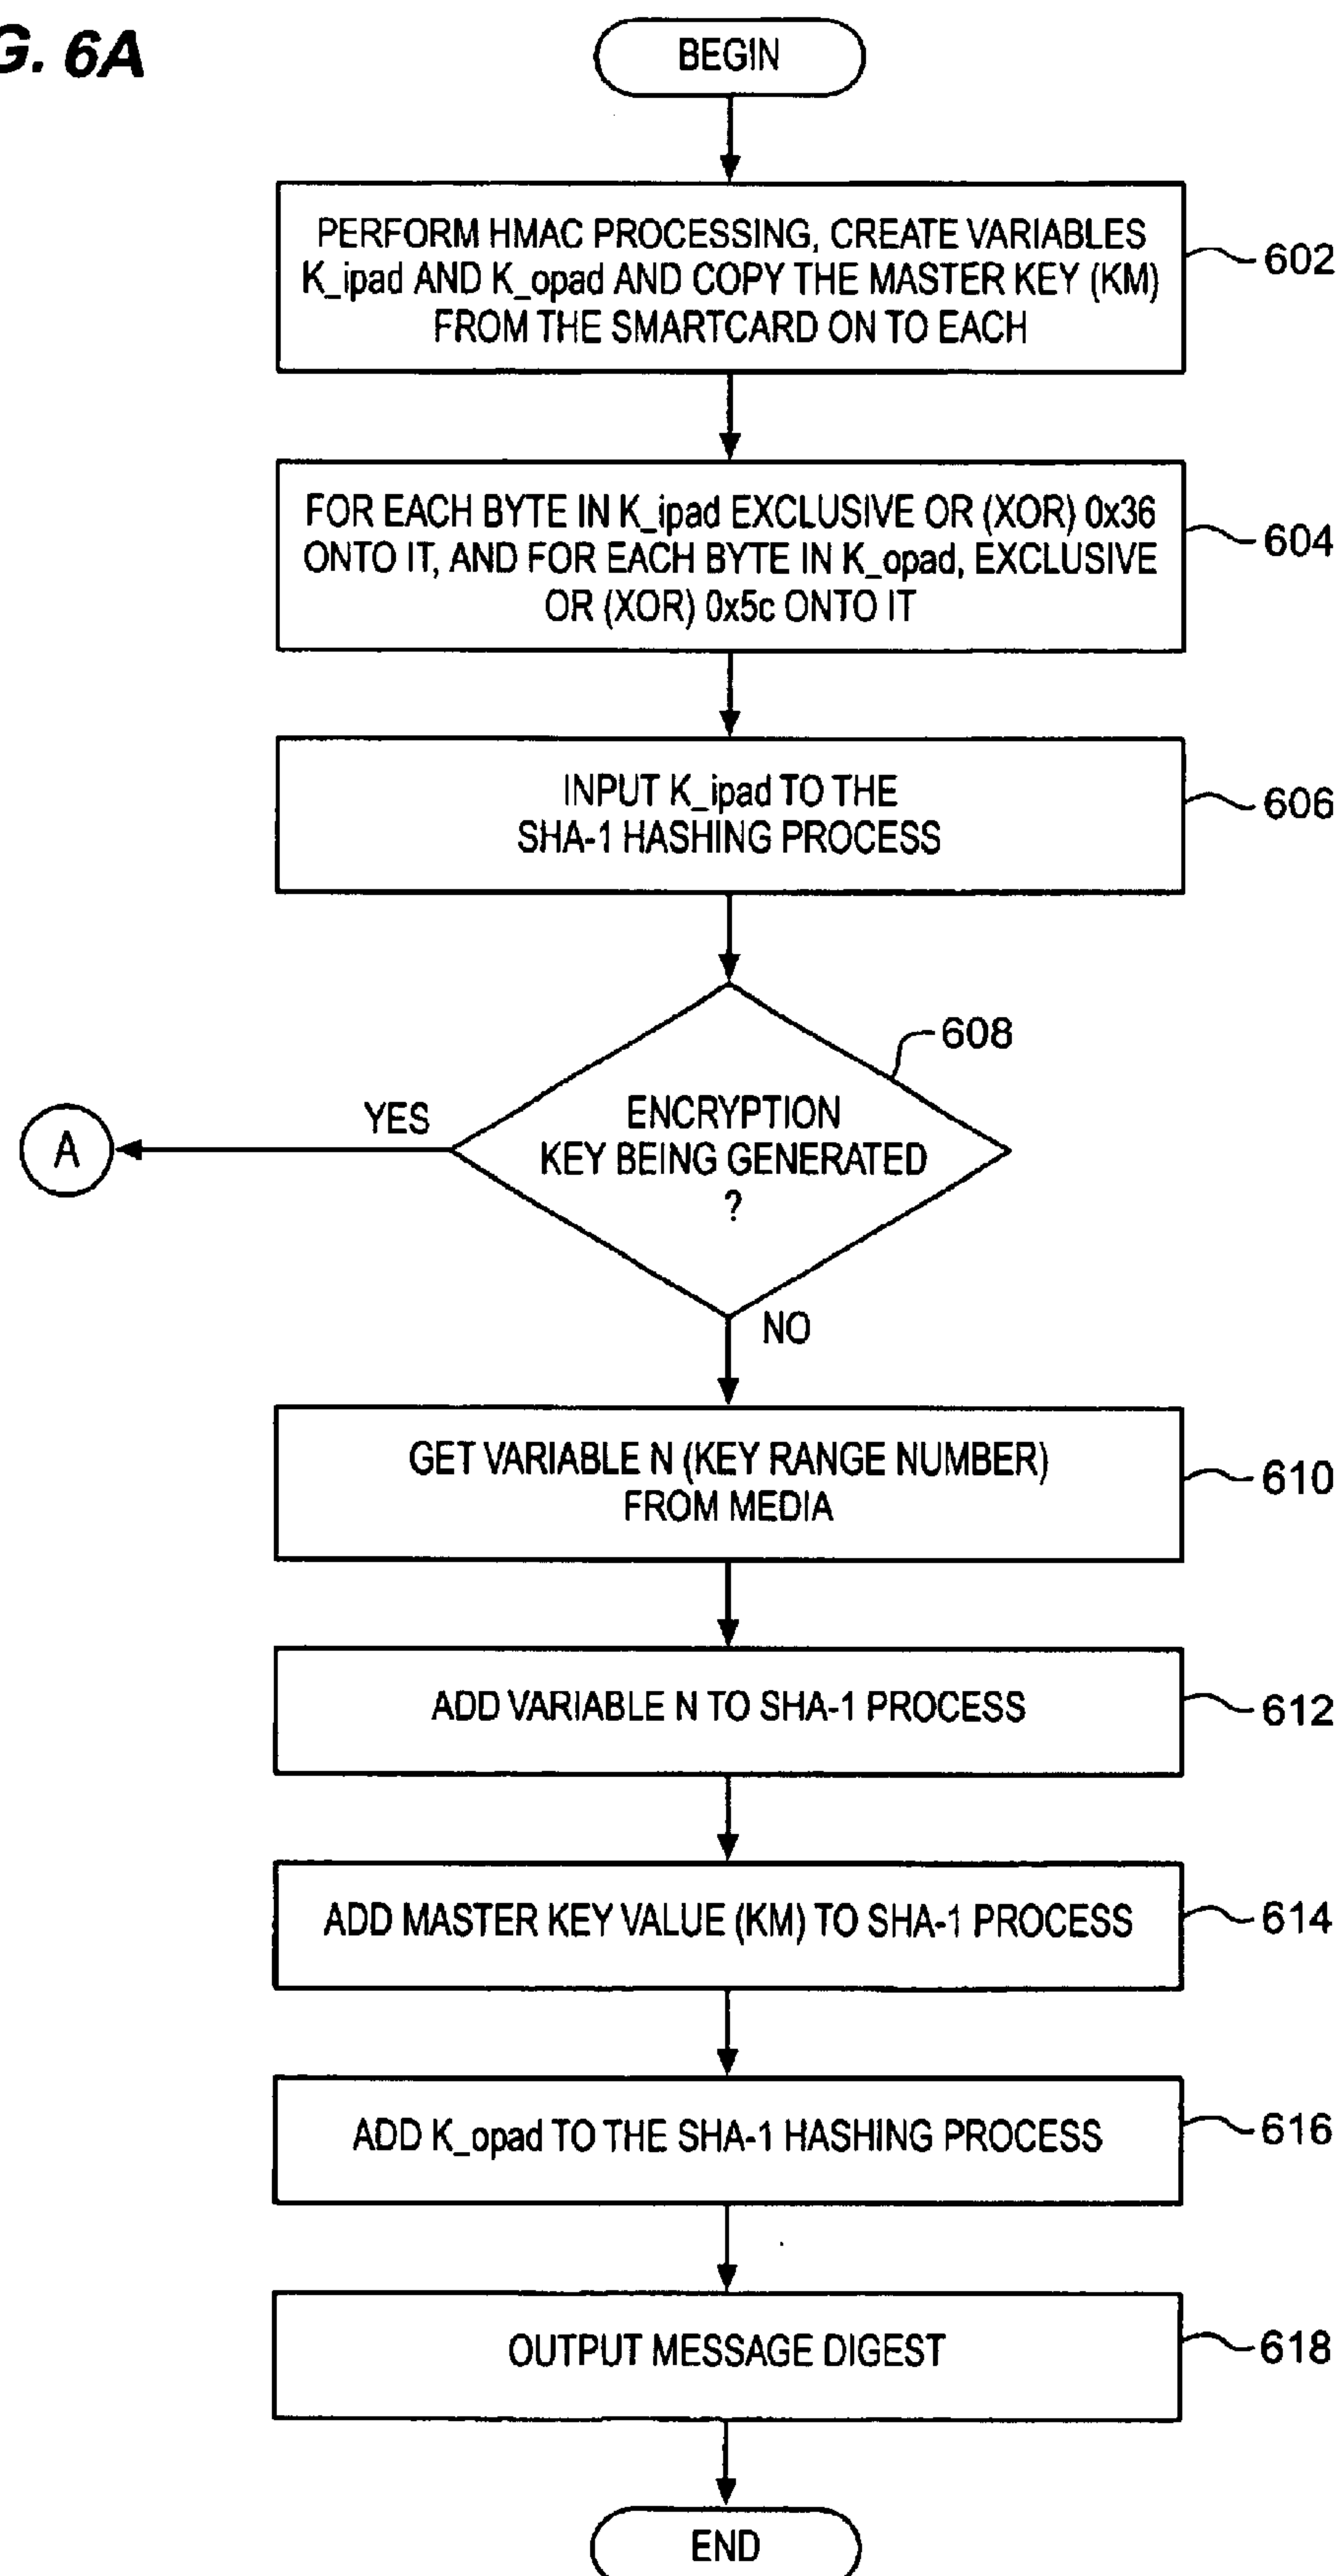 G. 6A
BEGIN
PERFORM HMAC PROCESSING, CREATE VARIABLES
K_ipad AND K_opad AND COPY THE MASTER KEY (KM)
FROM THE SMARTCARD ON TO EACH
602
FOR EACH BYTE IN K_ipad EXCLUSIVE OR (XOR) 0x36
ONTO IT, AND FOR EACH BYTE IN K_opad, EXCLUSIVE
OR (XOR) 0x5c ONTO IT
604
INPUT K_ipad TO THE
SHA-1 HASHING PROCESS
606
608
ENCRYPTION
KEY BEING GENERATED
?
YES
A
NO
GET VARIABLE N (KEY RANGE NUMBER)
FROM MEDIA
610
ADD VARIABLE N TO SHA-1 PROCESS
612
ADD MASTER KEY VALUE (KM) TO SHA-1 PROCESS
614
ADD K_opad TO THE SHA-1 HASHING PROCESS
616
OUTPUT MESSAGE DIGEST
618
END